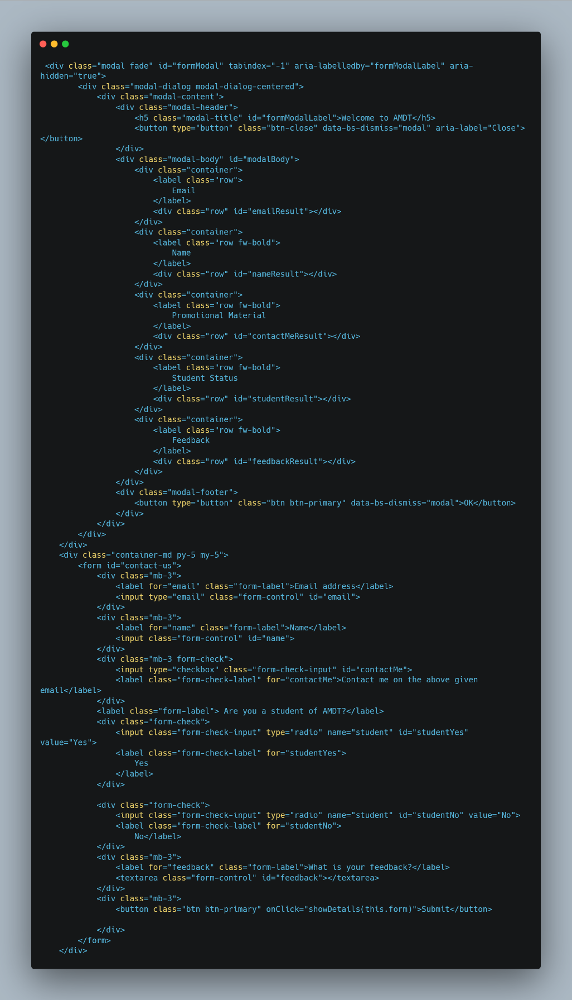 <div class="modal fade" id="formModal" tabindex="-1" aria-labelledby="formModalLabel" aria-
hidden="true">
<div class="modal-dialog modal-dialog-centered">
<div class="modal-content">
<div class="modal-header">
<h5 class="modal-title" id="formModalLabel">Welcome to AMDT</h5>
<button type="button" class="btn-close" data-bs-dismiss="modal" aria-label="Close">
</button>
</div>
<div class="modal-body" id="modalBody">
<div class="container">
<label class="row">
Email
</label>
<div class="row" id="emailResult"></div>
</div>
<div class="container">
<label class="row fw-bold">
Name
</label>
<div class="row" id="nameResult"></div>
</div>
<div class="container">
<label class="row fw-bold">
Promotional Material
</label>
<div class="row" id="contactMeResult"></div>
</div>
<div class="container">
<label class="row fw-bold">
Student Status
</label>
<div class="row" id="studentResult"></div>
</div>
<div class="container">
<label class="row fw-bold">
Feedback
</label>
<div class="row" id="feedbackResult"></div>
</div>
</div>
<div class="modal-footer">
<button type="button" class="btn btn-primary" data-bs-dismiss="modal">OK</button>
</div>
</div>
</div>
</div>
<div class="container-md py-5 my-5">
<form id="contact-us">
<div class="mb-3">
<label for="email" class="form-label">Email address</label>
<input type="email" class="form-control" id="email">
</div>
<div class="mb-3">
<label for="name" class="form-label">Name</label>
<input class="form-control" id="name">
</div>
<div class="mb-3 form-check">
<input type="checkbox" class="form-check-input" id="contactMe">
<label class="form-check-label" for="contactMe">Contact me on the above given
email</label>
</div>
<label class="form-label"> Are you a student of AMDT?</label>
<div class="form-check">
<input class="form-check-input" type="radio" name="student" id="studentYes"
value="Yes">
<label class="form-check-label" for="studentYes">
Yes
</label>
</div>
<div class="form-check">
<input class="form-check-input" type="radio" name="student" id="studentNo" value="No">
<label class="form-check-label" for="studentNo">
No</label>
</div>
<div class="mb-3">
<label for="feedback" class="form-label">What is your feedback?</label>
<textarea class="form-control" id="feedback"></textarea>
</div>
<div class="mb-3">
<button class="btn btn-primary" onClick="showDetails(this.form)">Submit</button>
</div>
</form>
</div>